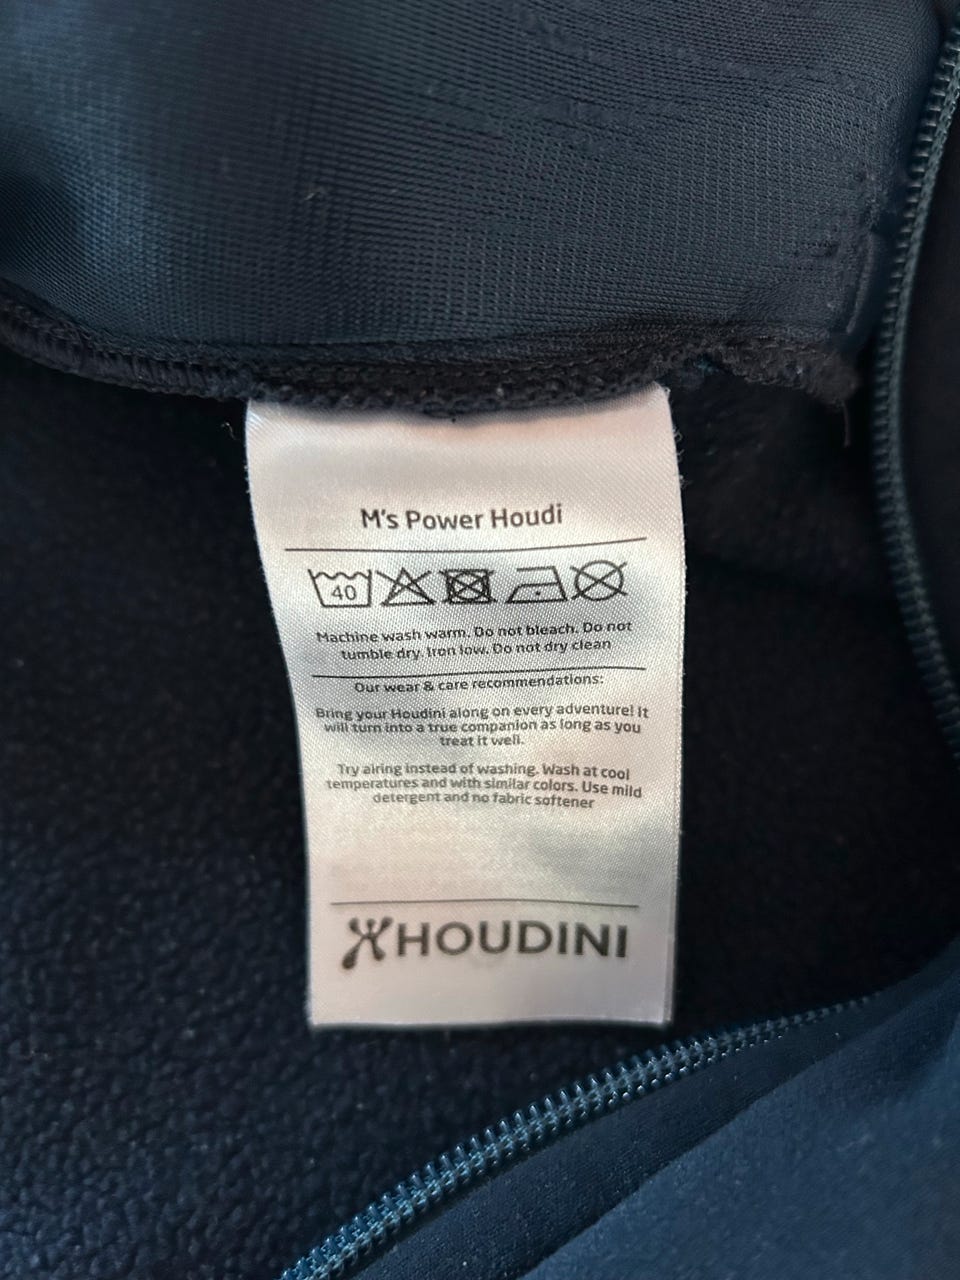 M's Power Houdi
40
Machine wash warm. Do not bleach. Do not
tumble dry. Iron low. Do not dry clean
Our wear & care recommendations:
Bring your Houdini along on every adventure! It
will turn into a true companion as long as you
treat it well.
Try airing instead of washing. Wash at cool
temperatures and with similar colors. Use mild
detergent and no fabric softener
HOUDINI